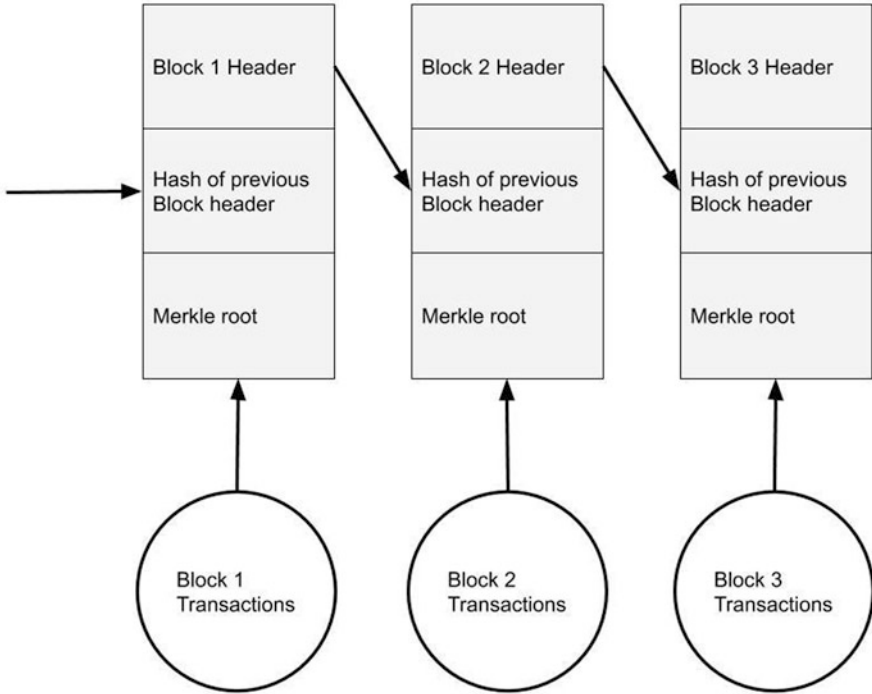 Block 1 Header
Block 2 Header
Block 3 Header
Hash of previous
Block header
Hash of previous
Block header
Hash of previous
Block header
Merkle root
Merkle root
Merkle root
Block 1
Transactions
Block 2
Transactions
Block 3
Transactions